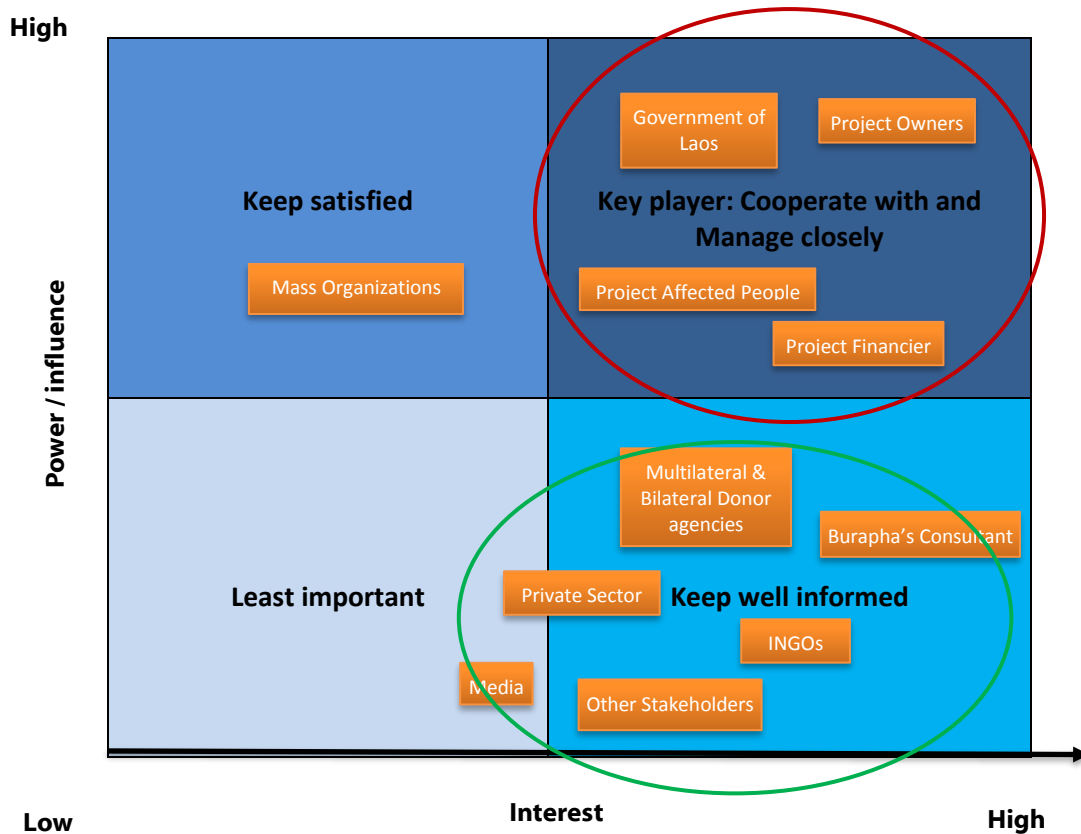 High
Government of
Laos
Project Owners
Keep satisfied
Key player: Cooperate with and
Manage closely
Mass Organizations
Project Affected People
Project Financier
Power / influence
Multilateral &
Bilateral Donor
agencies
Burapha's Consultant
Least important
Private Sector
Keep well informed
INGOs
Media
Other Stakeholders
Low
Interest
High